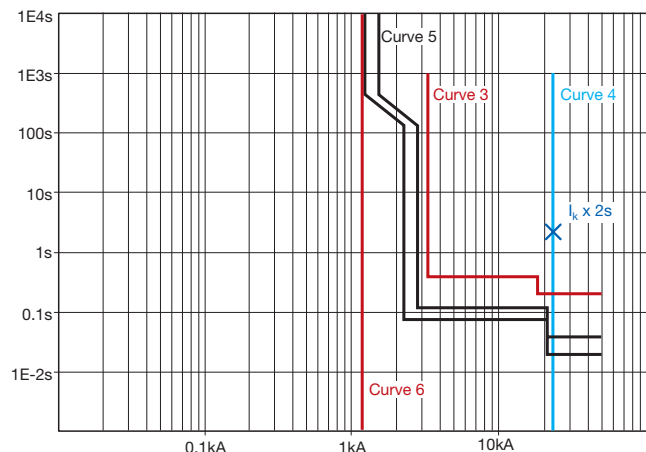 1E4s
Curve 5
1E3s
Curve 3
Curve 4
100s
10s
Ik x 2s
1s
0.1s
1E-2s
Curve 6
0.1kA
1kA
10kA